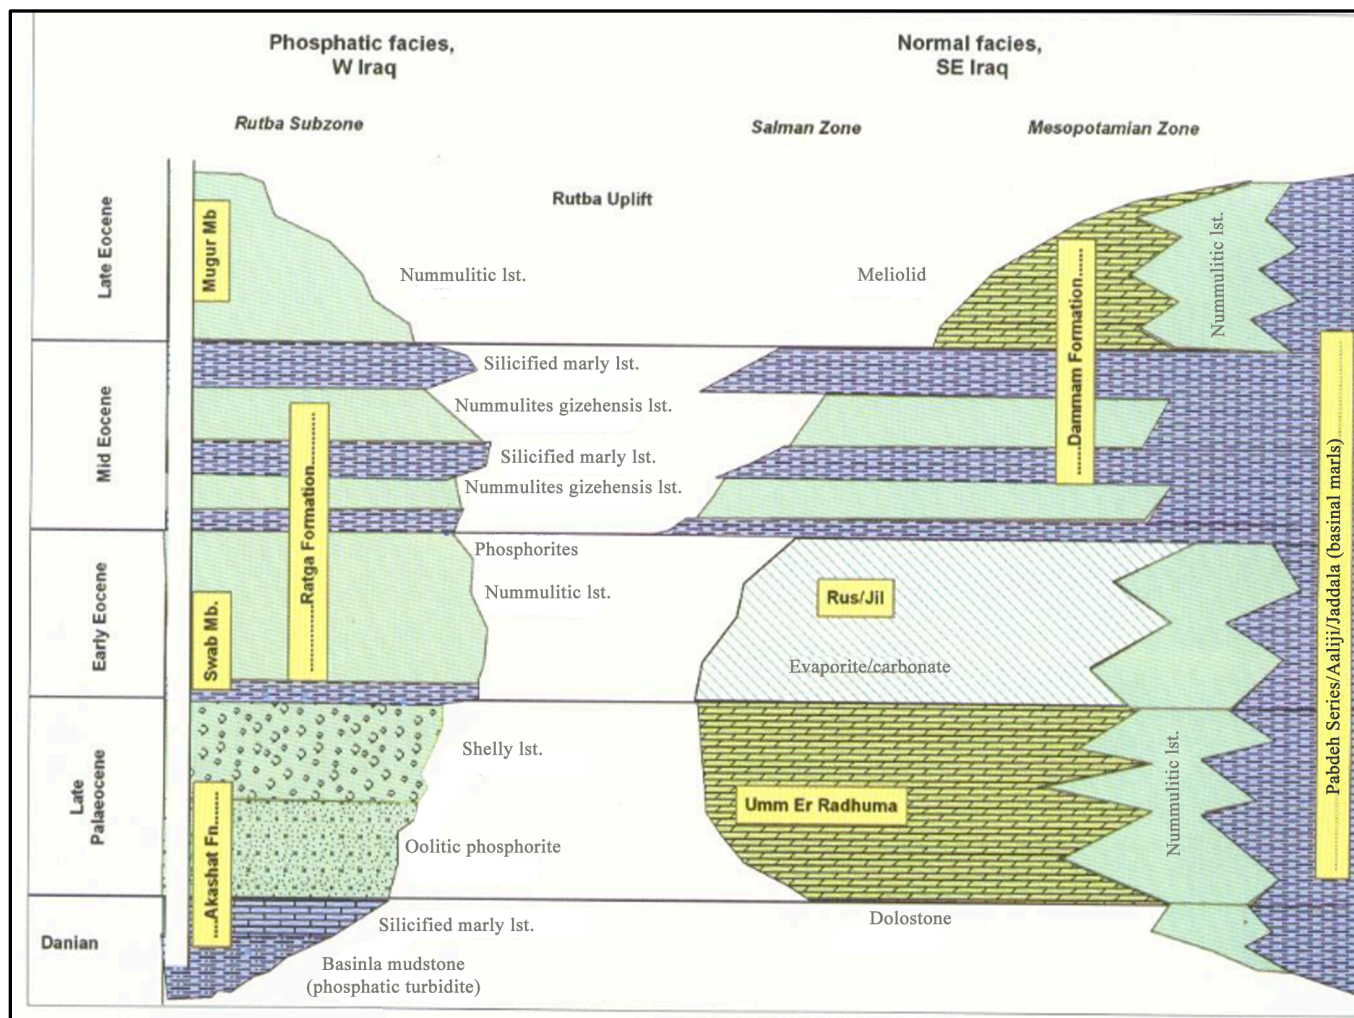 Phosphatic facies,
W Iraq
Normal facies,
SE Iraq
Rutba Subzone
Salman Zone
Mesopotamian Zone
Rutba Uplift
Late Eocene
Mugur Mb
Nummulitic lst.
Meliolid
Nummulitic lst.
Mid Eocene
Silicified marly lst.
Nummulites gizehensis lst.
Silicified marly lst.
Nummulites gizehensis lst.
.......Ratga Formation.......
......Dammam Formation......
Early Eocene
Swab Mb.
Phosphorites
Nummulitic lst.
Rus/Jil
Evaporite/carbonate
Pabdeh Series/Aaliji/Jaddala (basinal marls)
Late
Palaeocene
.....Akashat Fn.....
Shelly lst.
Oolitic phosphorite
Umm Er Radhuma
Nummulitic lst.
Danian
Silicified marly lst.
Basinla mudstone
(phosphatic turbidite)
Dolostone